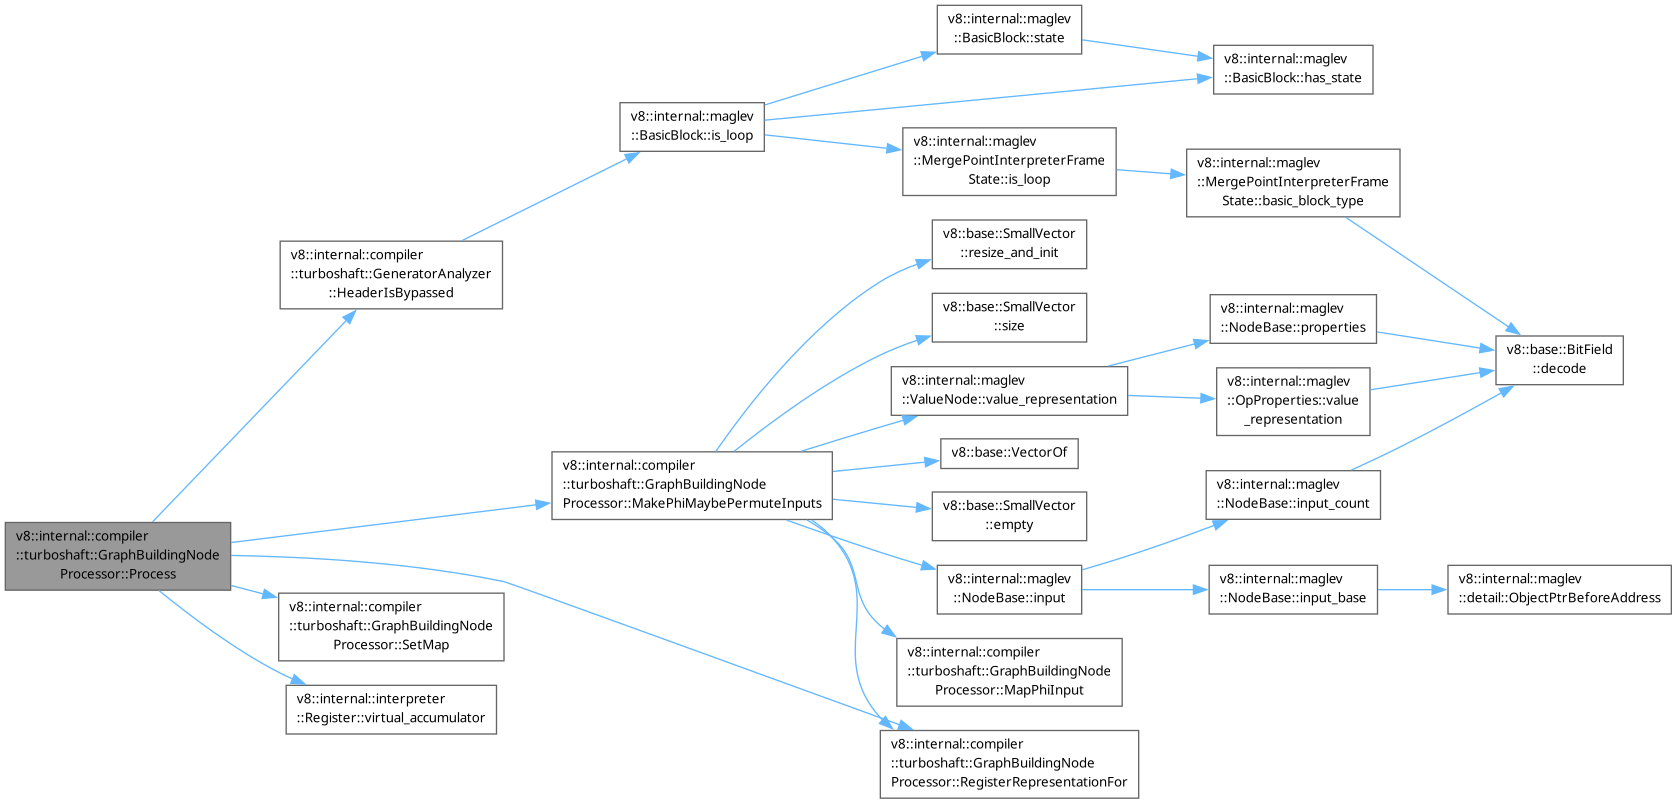 v8::internal::compiler
::turboshaft::GraphBuildingNode
Processor::Process
v8::internal::compiler
::turboshaft::GeneratorAnalyzer
::HeaderIsBypassed
v8::internal::maglev
::BasicBlock::is_loop
v8::internal::maglev
::BasicBlock::state
v8::internal::maglev
::BasicBlock::has_state
v8::internal::maglev
::MergePointInterpreterFrame
State::is_loop
v8::internal::maglev
::MergePointInterpreterFrame
State::basic_block_type
v8::base::BitField
::decode
v8::internal::compiler
::turboshaft::GraphBuildingNode
Processor::MakePhiMaybePermuteInputs
v8::base::SmallVector
::resize_and_init
v8::base::SmallVector
::size
v8::internal::maglev
::ValueNode::value_representation
v8::internal::maglev
::NodeBase::properties
v8::internal::maglev
::OpProperties::value
_representation
v8::base::VectorOf
v8::base::SmallVector
::empty
v8::internal::maglev
::NodeBase::input
v8::internal::maglev
::NodeBase::input_count
v8::internal::maglev
::NodeBase::input_base
v8::internal::maglev
::detail::ObjectPtrBeforeAddress
v8::internal::compiler
::turboshaft::GraphBuildingNode
Processor::MapPhiInput
v8::internal::compiler
::turboshaft::GraphBuildingNode
Processor::RegisterRepresentationFor
v8::internal::compiler
::turboshaft::GraphBuildingNode
Processor::SetMap
v8::internal::interpreter
::Register::virtual_accumulator